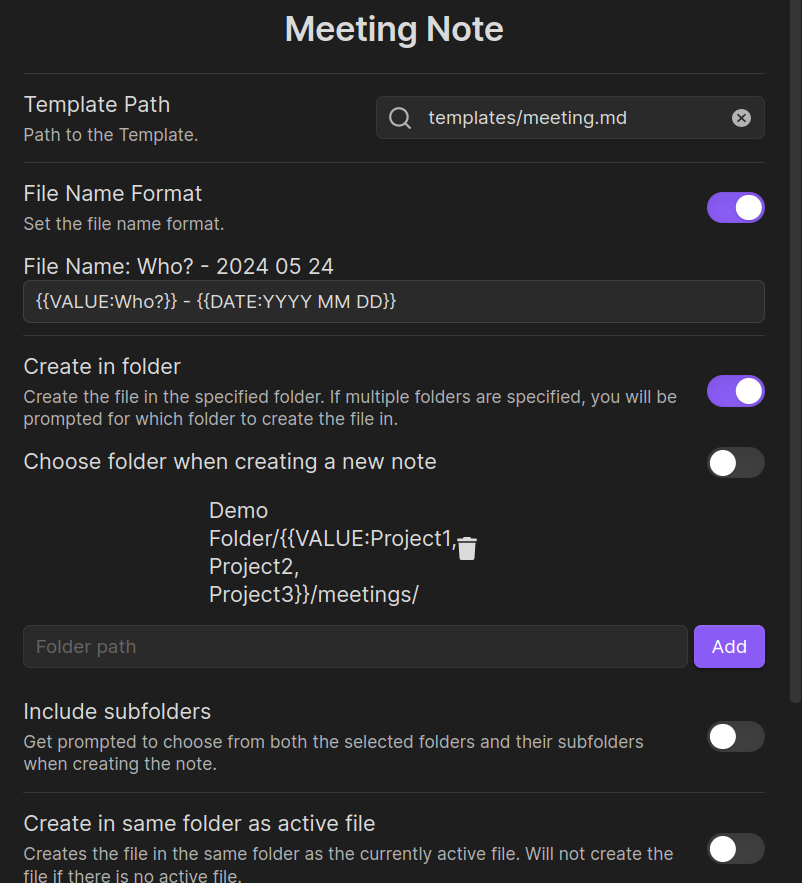 Meeting Note
Template Path
Path to the Template.
templates/meeting.md
File Name Format
Set the file name format.
File Name: Who? - 2024 05 24
{{VALUE:Who?}} - {{DATE:YYYY MM DD}}
Create in folder
Create the file in the specified folder. If multiple folders are specified, you will be
prompted for which folder to create the file in.
Choose folder when creating a new note
Demo
Folder/{{VALUE:Project1,
Project2,
Project3}}/meetings/
Folder path
Add
Include subfolders
Get prompted to choose from both the selected folders and their subfolders
when creating the note.
Create in same folder as active file
Creates the file in the same folder as the currently active file. Will not create the
file if there is no active file.